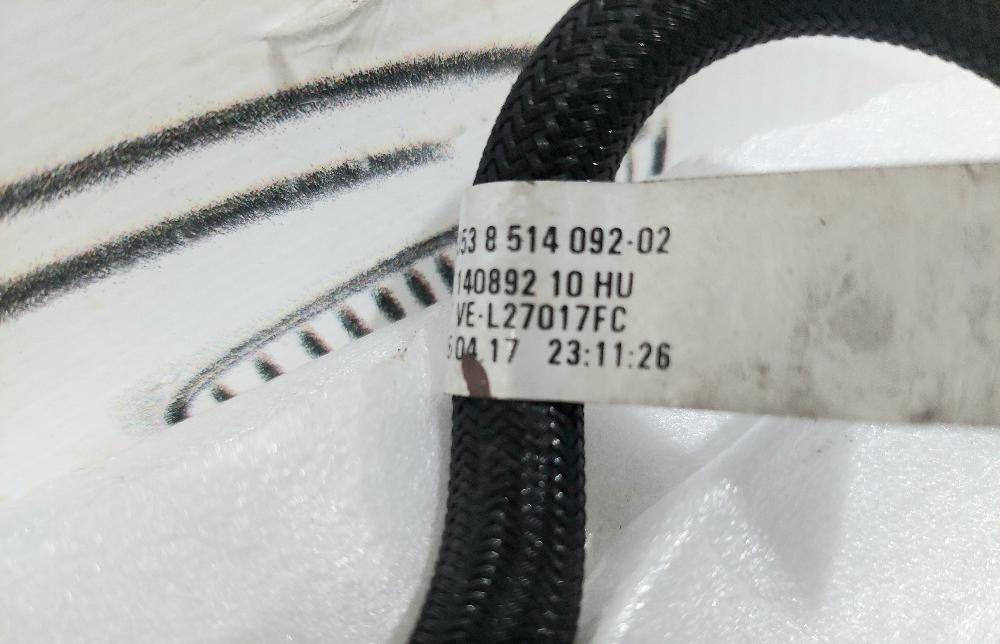 53 8 514 092-02
140892 10 HU
VE-L27017FC
04.17 23:11:26